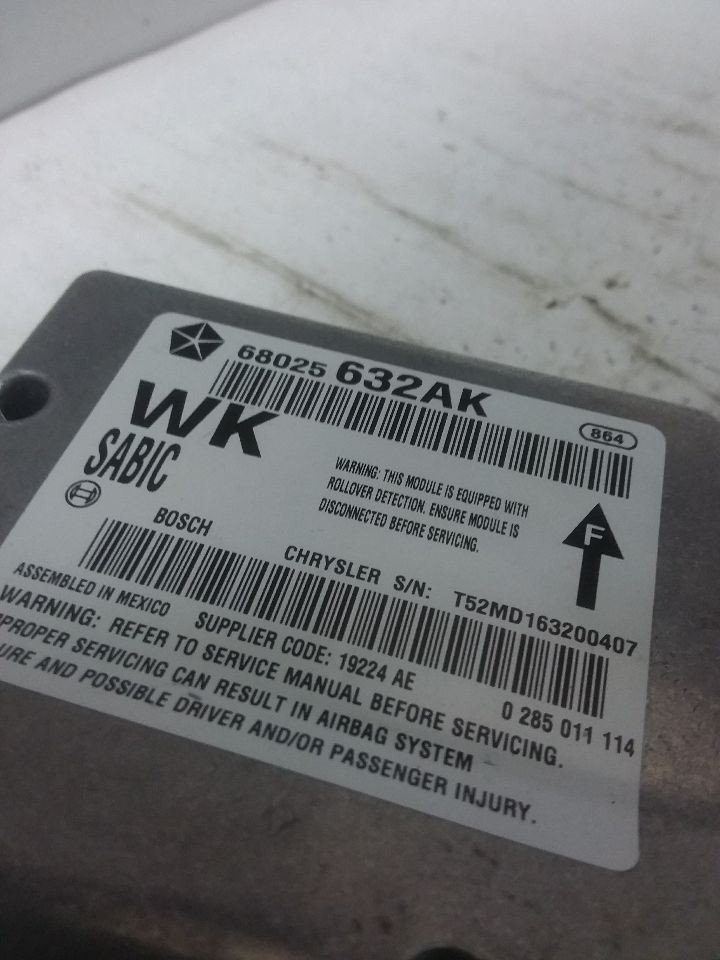 68025 632AK
864
WK
SABIC
WARNING: THIS MODULE IS EQUIPPED WITH
ROLLOVER DETECTION. ENSURE MODULE IS
DISCONNECTED BEFORE SERVICING.
F
BOSCH
CHRYSLER S/N: T52MD163200407
ASSEMBLED IN MEXICO
SUPPLIER CODE: 19224 AE
0 285 011 114
WARNING: REFER TO SERVICE MANUAL BEFORE SERVICING.
SERVICING CAN RESULT IN AIRBAG SYSTEM
AND POSSIBLE DRIVER AND/OR PASSENGER INJURY.